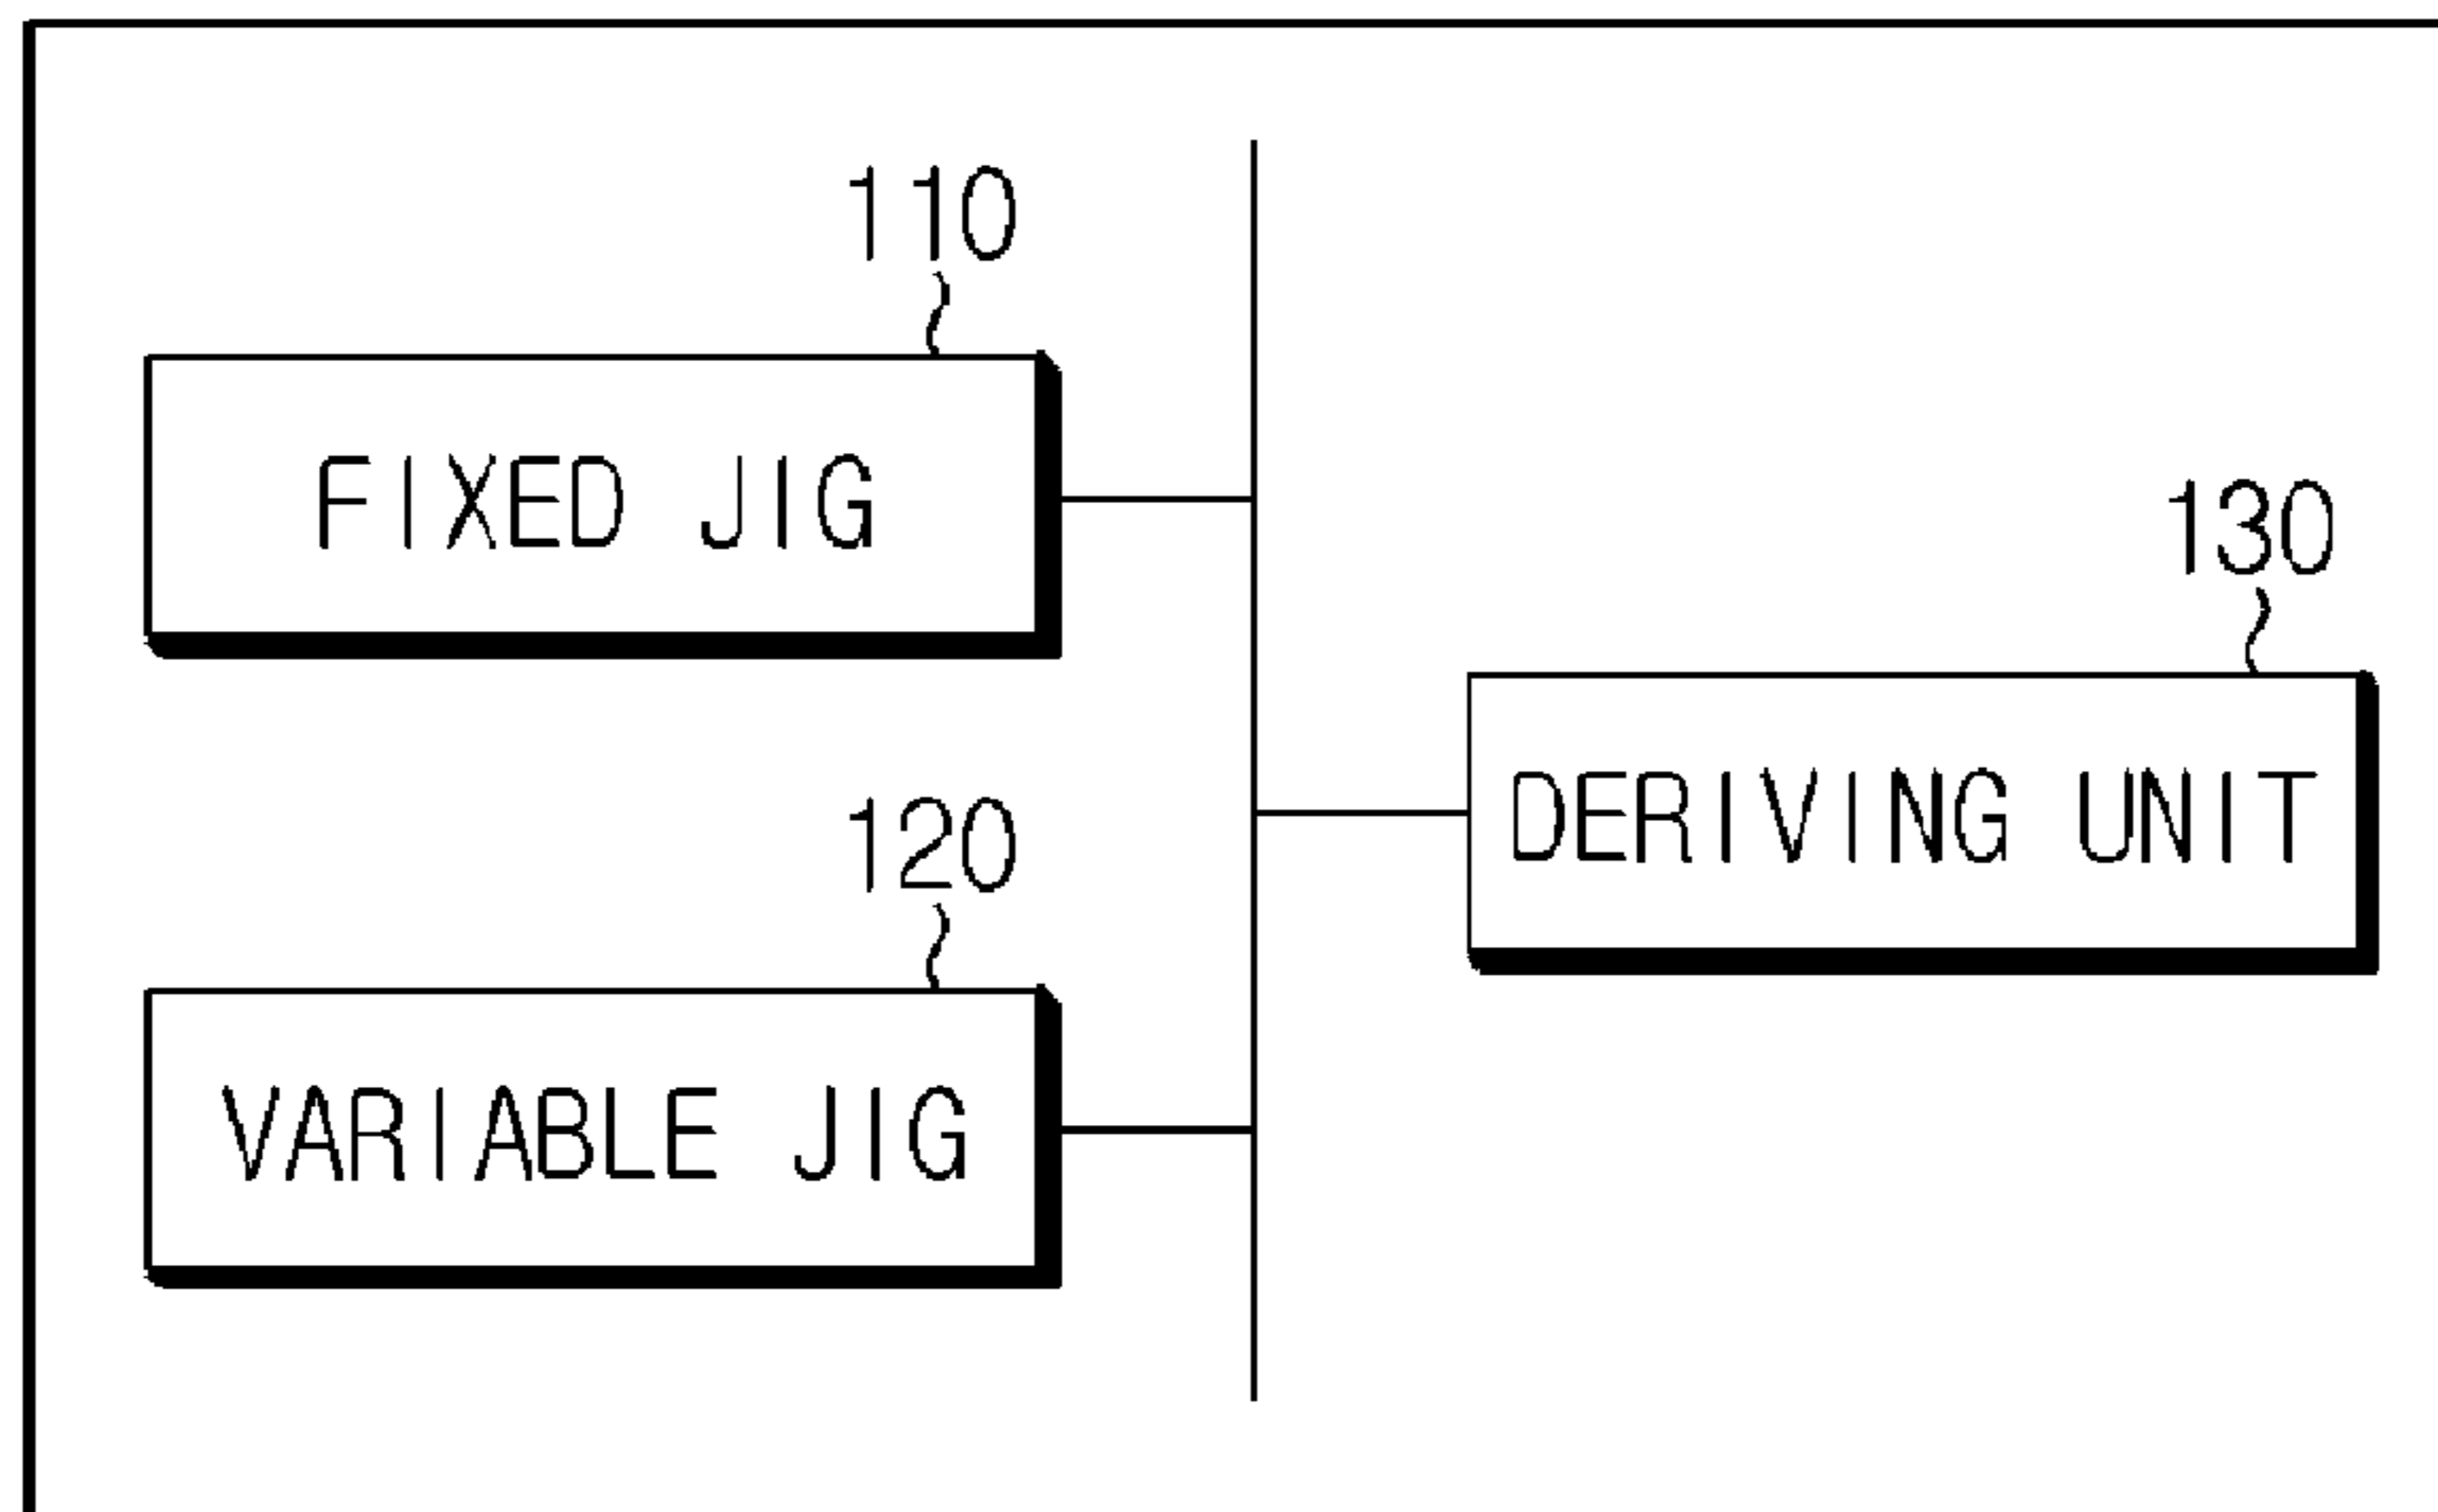 110
FIXED JIG
130
DERIVING UNIT
120
VARIABLE JIG